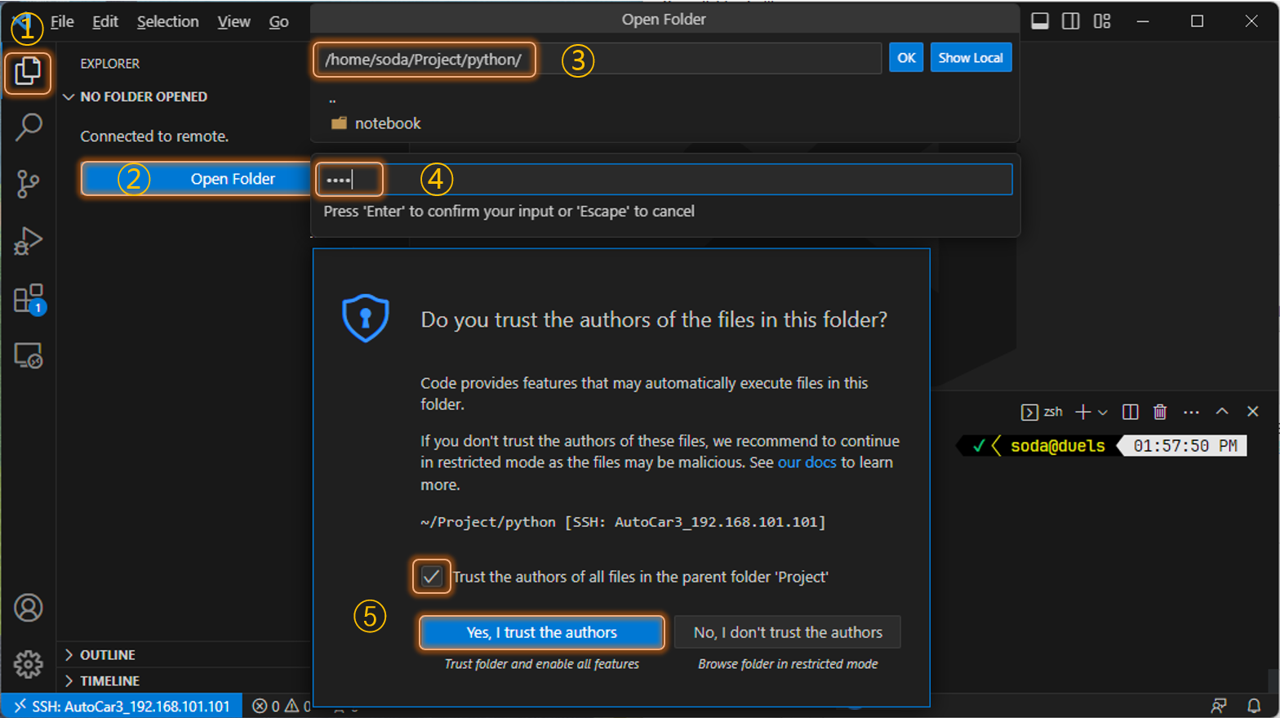 ①
File Edit Selection View Go
Open Folder
EXPLORER
NO FOLDER OPENED
Connected to remote.
② Open Folder
/home/soda/Project/python/ ③
OK
Show Local
..
notebook
•••• ④
Press 'Enter' to confirm your input or 'Escape' to cancel
1
Do you trust the authors of the files in this folder?
Code provides features that may automatically execute files in this
folder.
If you don't trust the authors of these files, we recommend to continue
in restricted mode as the files may be malicious. See our docs to learn
more.
~/Project/python [SSH: AutoCar3_192.168.101.101]
Trust the authors of all files in the parent folder 'Project'
⑤
Yes, I trust the authors
No, I don't trust the authors
Trust folder and enable all features
Browse folder in restricted mode
zsh
soda@duels 01:57:50 PM
OUTLINE
TIMELINE
SSH: AutoCar3_192.168.101.101 0 0